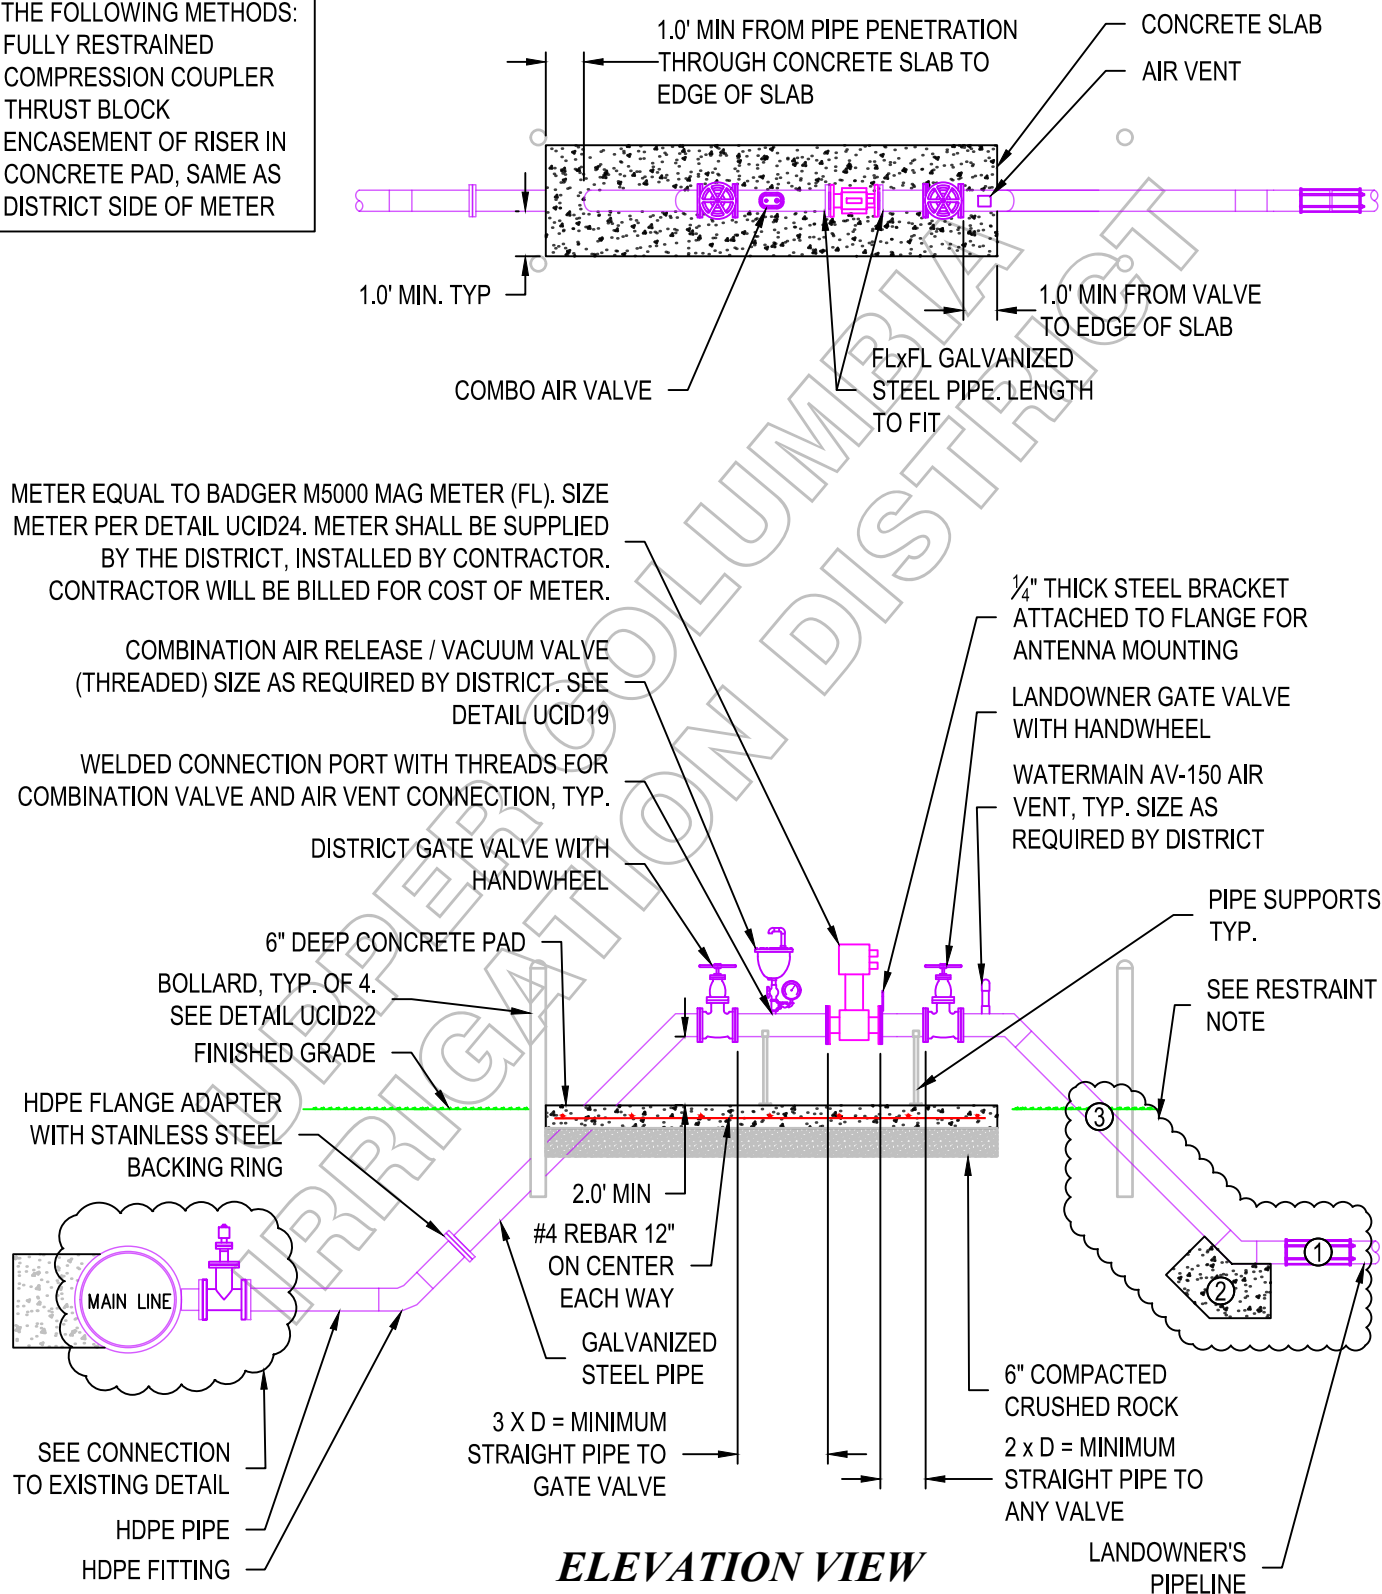 THE FOLLOWING METHODS:
FULLY RESTRAINED
COMPRESSION COUPLER
THRUST BLOCK
ENCASEMENT OF RISER IN
CONCRETE PAD, SAME AS
DISTRICT SIDE OF METER
1.0' MIN FROM PIPE PENETRATION
THROUGH CONCRETE SLAB TO
EDGE OF SLAB
CONCRETE SLAB
AIR VENT
1.0' MIN. TYP
1.0' MIN FROM VALVE
TO EDGE OF SLAB
COMBO AIR VALVE
FLxFL GALVANIZED
STEEL PIPE. LENGTH
TO FIT
METER EQUAL TO BADGER M5000 MAG METER (FL). SIZE
METER PER DETAIL UCID24. METER SHALL BE SUPPLIED
BY THE DISTRICT, INSTALLED BY CONTRACTOR.
CONTRACTOR WILL BE BILLED FOR COST OF METER.
COMBINATION AIR RELEASE / VACUUM VALVE
(THREADED) SIZE AS REQUIRED BY DISTRICT. SEE
DETAIL UCID19
WELDED CONNECTION PORT WITH THREADS FOR
COMBINATION VALVE AND AIR VENT CONNECTION, TYP.
DISTRICT GATE VALVE WITH
HANDWHEEL
1/4" THICK STEEL BRACKET
ATTACHED TO FLANGE FOR
ANTENNA MOUNTING
LANDOWNER GATE VALVE
WITH HANDWHEEL
WATERMAIN AV-150 AIR
VENT, TYP. SIZE AS
REQUIRED BY DISTRICT
PIPE SUPPORTS
TYP.
SEE RESTRAINT
NOTE
6" DEEP CONCRETE PAD
BOLLARD, TYP. OF 4.
SEE DETAIL UCID22
FINISHED GRADE
HDPE FLANGE ADAPTER
WITH STAINLESS STEEL
BACKING RING
MAIN LINE
2.0' MIN
#4 REBAR 12"
ON CENTER
EACH WAY
GALVANIZED
STEEL PIPE
3
1
2
3 X D = MINIMUM
STRAIGHT PIPE TO
GATE VALVE
6" COMPACTED
CRUSHED ROCK
2 x D = MINIMUM
STRAIGHT PIPE TO
ANY VALVE
SEE CONNECTION
TO EXISTING DETAIL
HDPE PIPE
HDPE FITTING
LANDOWNER'S
PIPELINE
ELEVATION VIEW
UPPER COLUMBIA
IRRIGATION DISTRICT